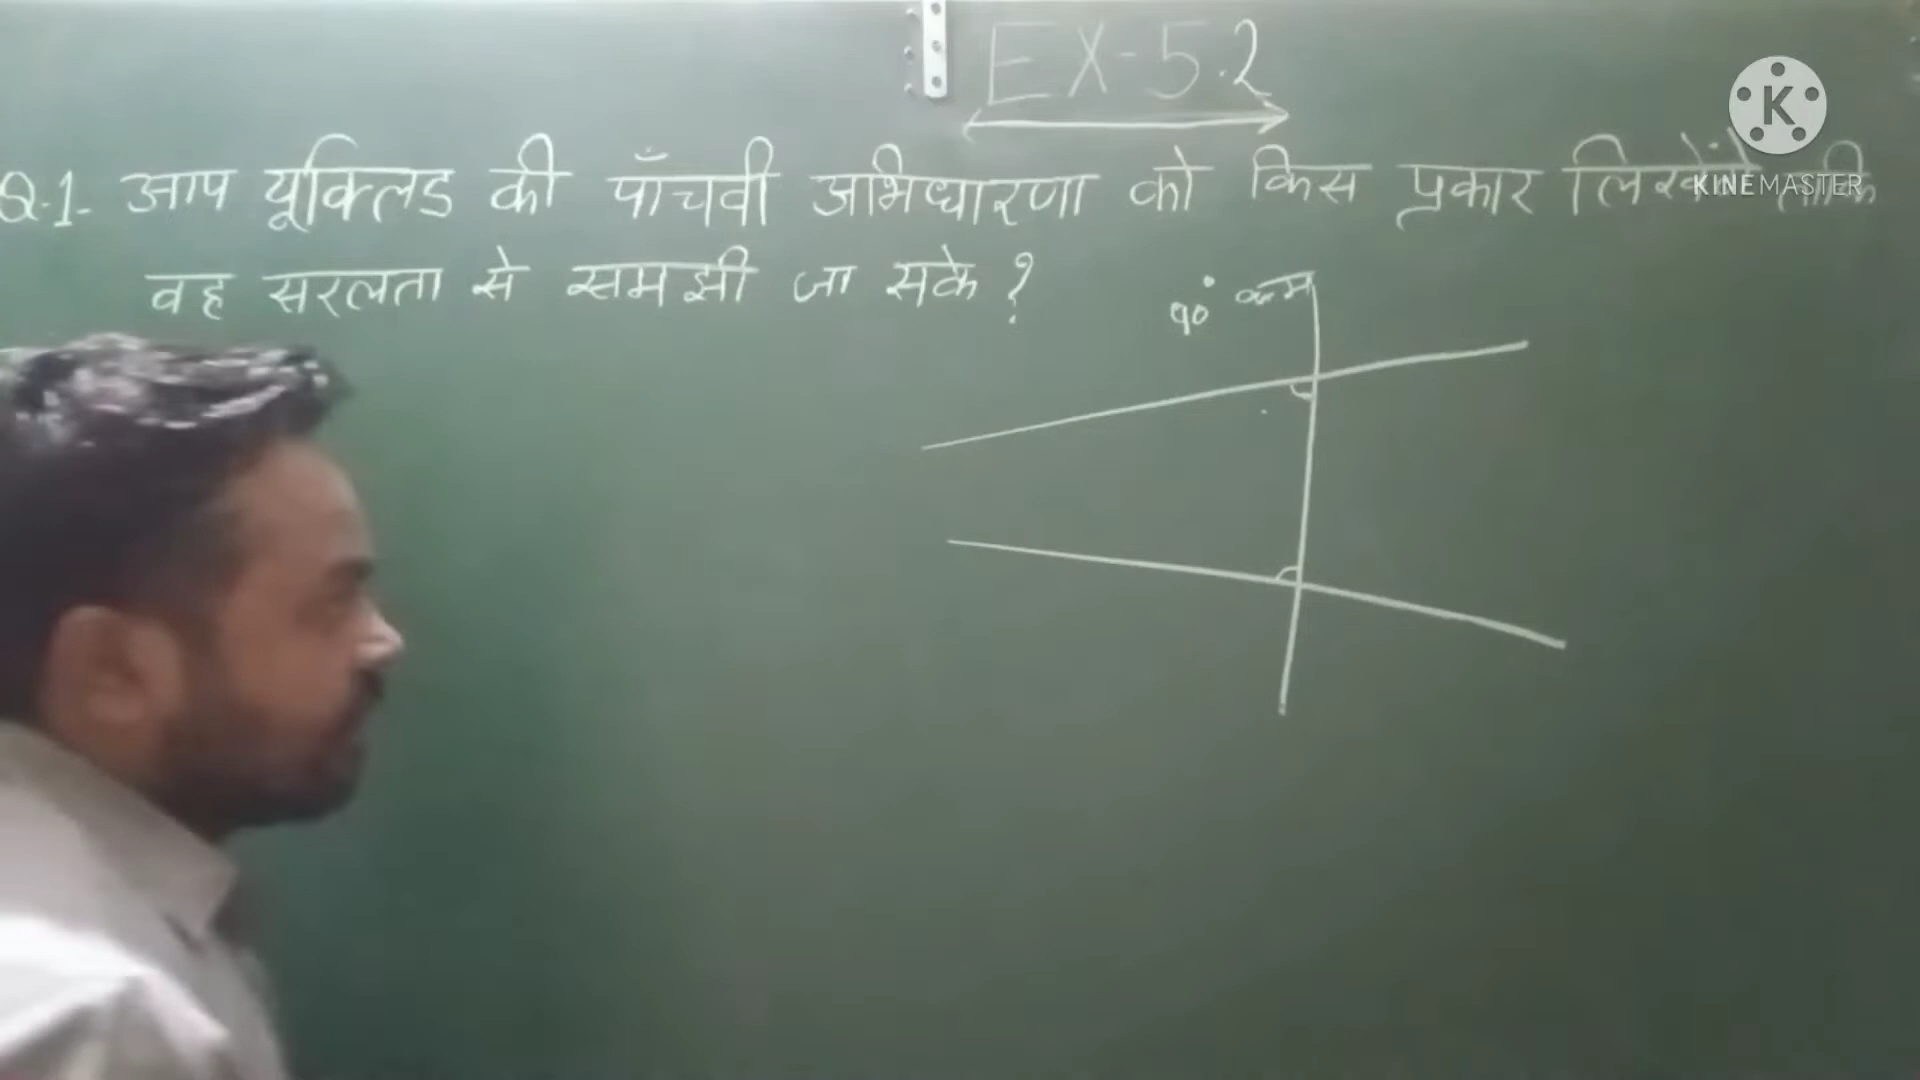 EX-5.2
Q.1- आप यूक्लिड की पाँचवी अभिधारणा को किस प्रकार लिखेंगे ताकि
वह सरलता से समझी जा सके ?
90° कम
K
KINEMASTER